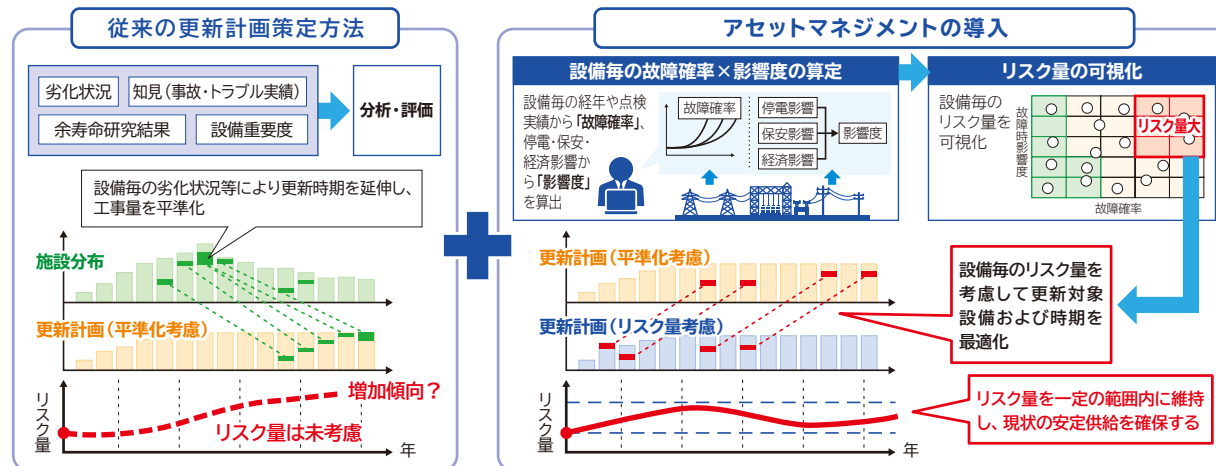 従来の更新計画策定方法
劣化状況
知見(事故・トラブル実績)
余寿命研究結果
設備重要度
分析・評価
設備毎の劣化状況等により更新時期を延伸し、
工事量を平準化
施設分布
更新計画(平準化考慮)
リスク量
増加傾向?
リスク量は未考慮
年
アセットマネジメントの導入
設備毎の故障確率×影響度の算定
設備毎の経年や点検
実績から「故障確率」、
停電・保安・
経済影響か
ら「影響度」
を算出
故障確率
停電影響
保安影響
経済影響
影響度
リスク量の可視化
設備毎の
リスク量を
可視化
故障時影響度
リスク量大
故障確率
更新計画(平準化考慮)
更新計画(リスク量考慮)
設備毎のリスク量を
考慮して更新対象
設備および時期を
最適化
リスク量
年
リスク量を一定の範囲内に維持
し、現状の安定供給を確保する